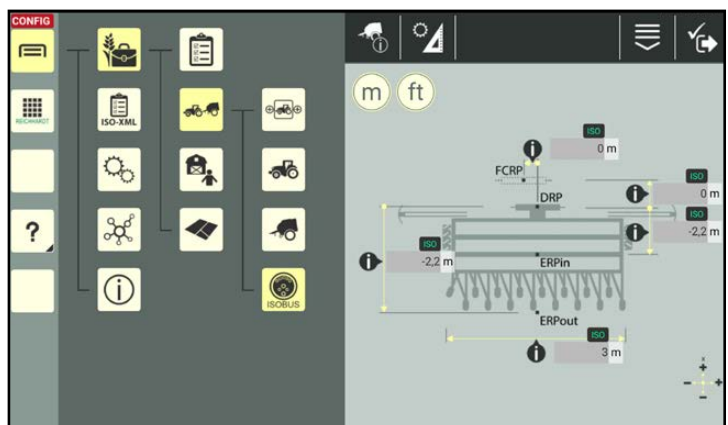 CONFIG
REICHHARDT
ISO-XML
?
ISOBUS
m
ft
ISO
0 m
FCRP
DRP
ISO
0 m
ISO
-2,2 m
ISO
-2,2 m
ERPin
ERPout
ISO
3 m
x